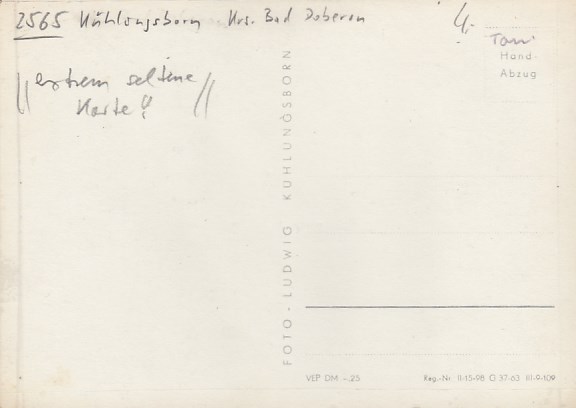 2565 Kühlungsborn Krs. Bad Doberan
4,-
Toni
Hand-
Abzug
"extrem seltene
Karte!"
FOTO - LUDWIG KÜHLUNGSBORN
VEP DM -.25
Reg.-Nr. II-15-98 O 37-63 III-9-109